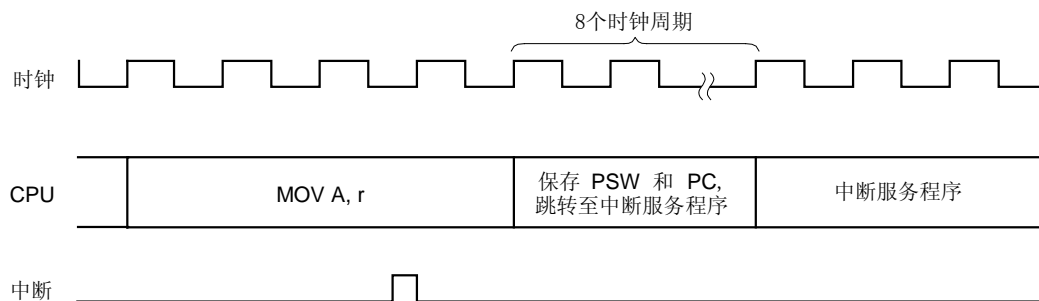 8个时钟周期
时钟
CPU
MOV A, r
保存 PSW 和 PC,
跳转至中断服务程序
中断服务程序
中断